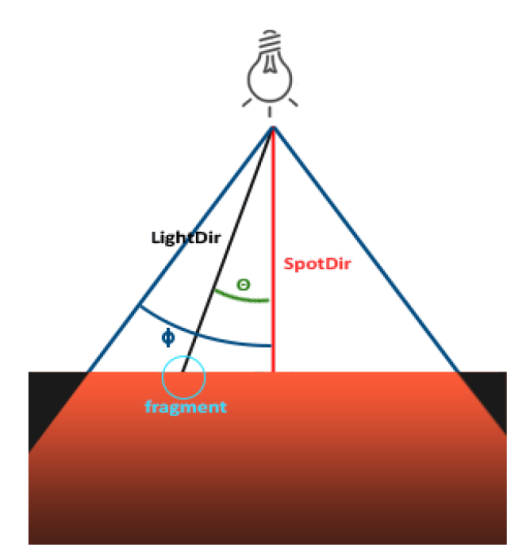 LightDir
SpotDir
Θ
ϕ
fragment